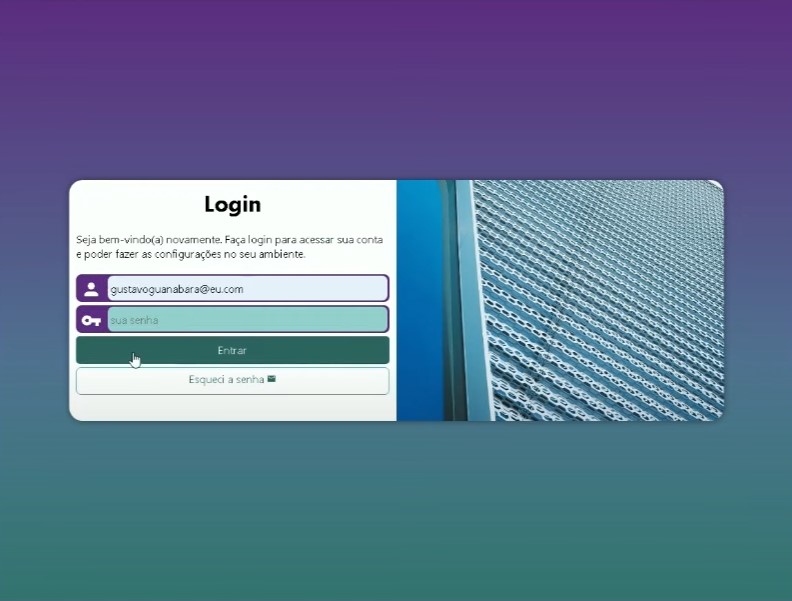 Login
Seja bem-vindo(a) novamente. Faça login para acessar sua conta
e poder fazer as configurações no seu ambiente.
gustavoguanabara@eu.com
sua senha
Entrar
Esqueci a senha